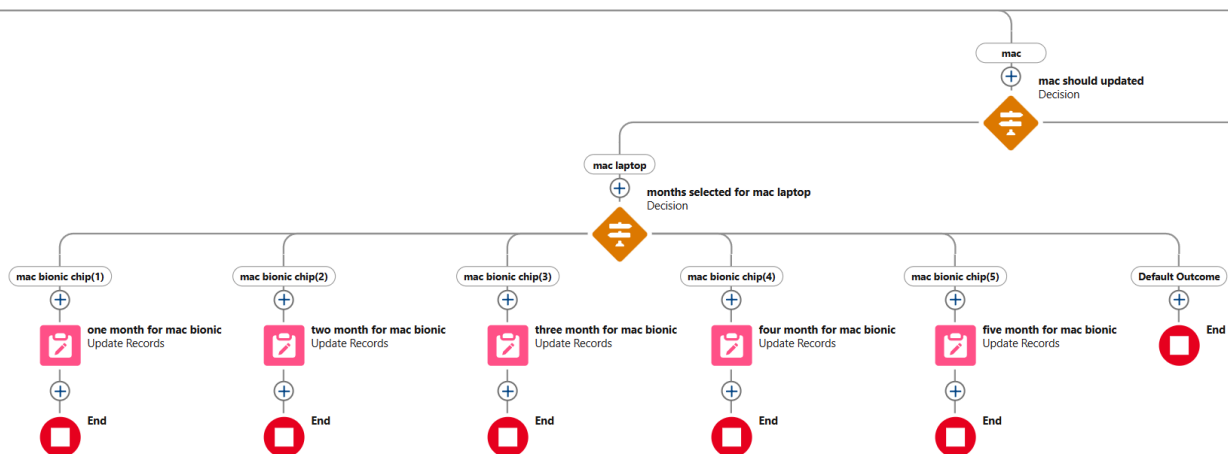 mac
mac should updated
Decision
mac laptop
months selected for mac laptop
Decision
mac bionic chip(1)
mac bionic chip(2)
mac bionic chip(3)
mac bionic chip(4)
mac bionic chip(5)
Default Outcome
one month for mac bionic
Update Records
two month for mac bionic
Update Records
three month for mac bionic
Update Records
four month for mac bionic
Update Records
five month for mac bionic
Update Records
End
End
End
End
End
End